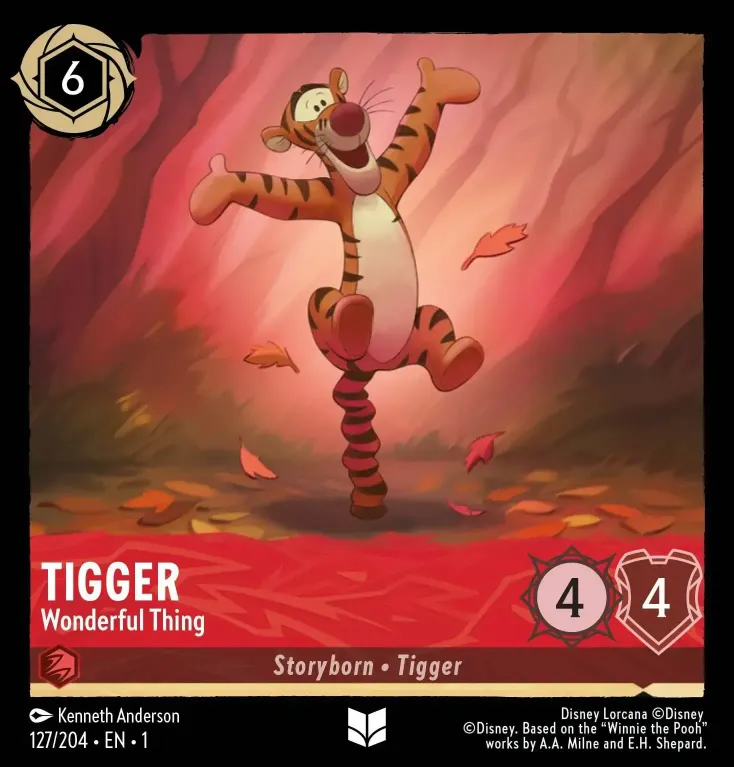 6
TIGGER
Wonderful Thing
4
4
Storyborn • Tigger
Kenneth Anderson
127/204 • EN • 1
Disney Lorcana ©Disney
©Disney. Based on the “Winnie the Pooh”
works by A.A. Milne and E.H. Shepard.